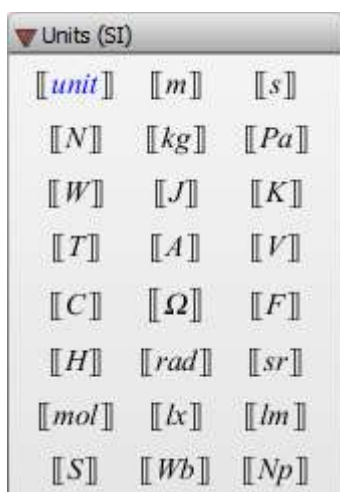 Units (SI)
⟦unit⟧ ⟦m⟧ ⟦s⟧
⟦N⟧ ⟦kg⟧ ⟦Pa⟧
⟦W⟧ ⟦J⟧ ⟦K⟧
⟦T⟧ ⟦A⟧ ⟦V⟧
⟦C⟧ ⟦Ω⟧ ⟦F⟧
⟦H⟧ ⟦rad⟧ ⟦sr⟧
⟦mol⟧ ⟦lx⟧ ⟦lm⟧
⟦S⟧ ⟦Wb⟧ ⟦Np⟧